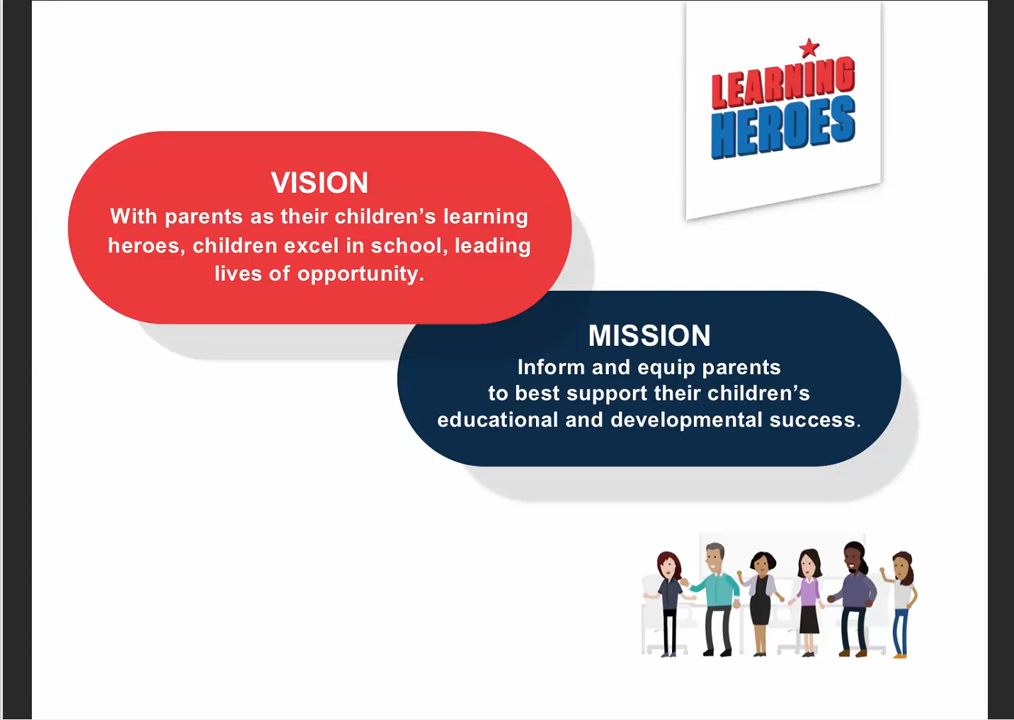 LEARNING
HEROES
VISION
With parents as their children’s learning
heroes, children excel in school, leading
lives of opportunity.
MISSION
Inform and equip parents
to best support their children’s
educational and developmental success.